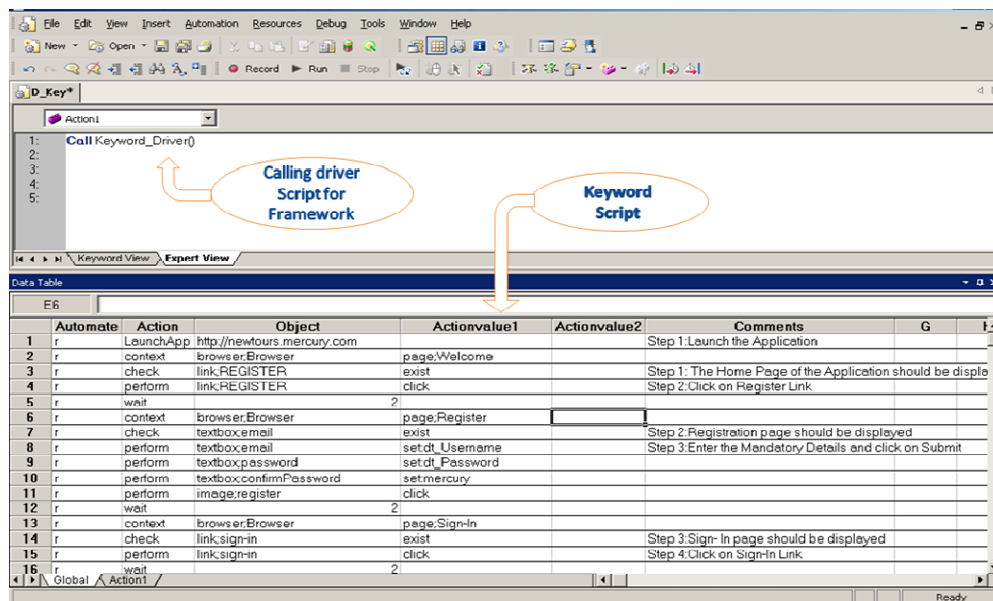 File Edit View Insert Automation Resources Debug Tools Window Help
New Open
Record Run Stop
D_Key*
Action1
1: Call Keyword_Driver()
2:
3:
4:
5:
Calling driver
Script for
Framework
Keyword
Script
Keyword View Expert View
Data Table
E6
Automate Action Object Actionvalue1 Actionvalue2 Comments G
1 r LaunchApp http://newtours.mercury.com Step 1:Launch the Application
2 r context browser;Browser page;Welcome
3 r check link;REGISTER exist Step 1: The Home Page of the Application should be displa
4 r perform link;REGISTER click Step 2:Click on Register Link
5 r wait 2
6 r context browser;Browser page;Register
7 r check textbox;email exist Step 2:Registration page should be displayed
8 r perform textbox;email set:dt_Username Step 3:Enter the Mandatory Details and click on Submit
9 r perform textbox;password set:dt_Password
10 r perform textbox;confirmPassword set:mercury
11 r perform image;register click
12 r wait 2
13 r context browser;Browser page;Sign-In
14 r check link;sign-in exist Step 3:Sign- In page should be displayed
15 r perform link;sign-in click Step 4:Click on Sign-In Link
16 r wait 2
Global Action1
Ready